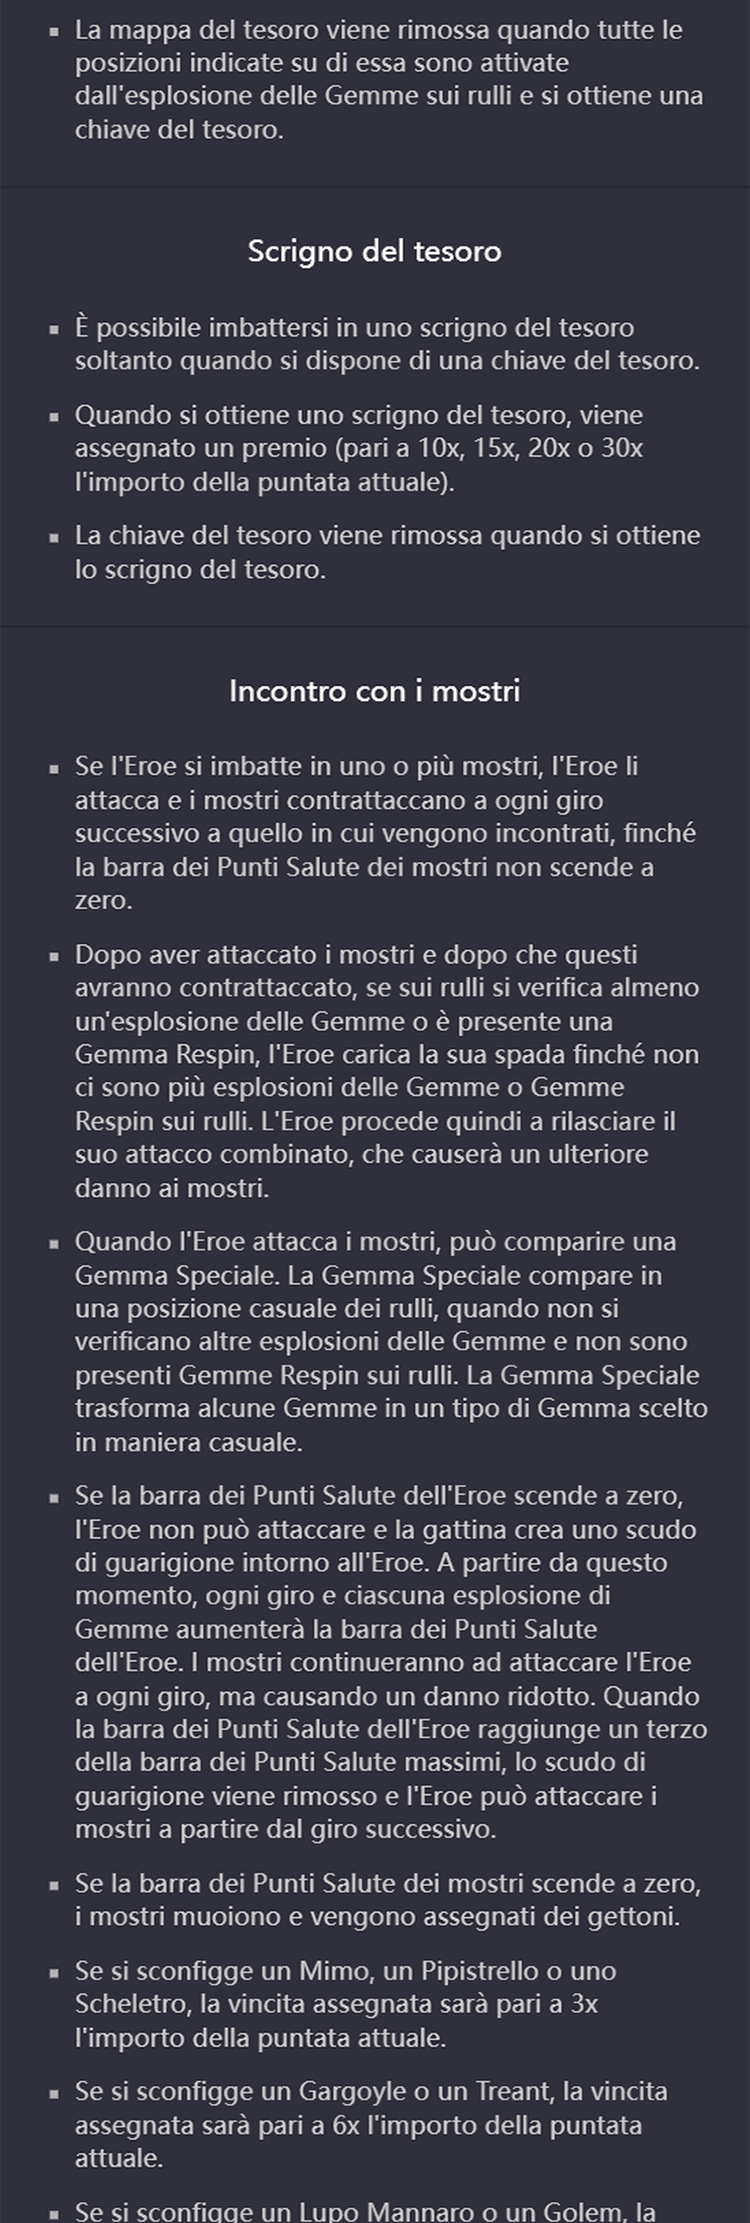 ▪ La mappa del tesoro viene rimossa quando tutte le
posizioni indicate su di essa sono attivate
dall'esplosione delle Gemme sui rulli e si ottiene una
chiave del tesoro.
Scrigno del tesoro
▪ È possibile imbattersi in uno scrigno del tesoro
soltanto quando si dispone di una chiave del tesoro.
▪ Quando si ottiene uno scrigno del tesoro, viene
assegnato un premio (pari a 10x, 15x, 20x o 30x
l'importo della puntata attuale).
▪ La chiave del tesoro viene rimossa quando si ottiene
lo scrigno del tesoro.
Incontro con i mostri
▪ Se l'Eroe si imbatte in uno o più mostri, l'Eroe li
attacca e i mostri contrattaccano a ogni giro
successivo a quello in cui vengono incontrati, finché
la barra dei Punti Salute dei mostri non scende a
zero.
▪ Dopo aver attaccato i mostri e dopo che questi
avranno contrattaccato, se sui rulli si verifica almeno
un'esplosione delle Gemme o è presente una
Gemma Respin, l'Eroe carica la sua spada finché non
ci sono più esplosioni delle Gemme o Gemme
Respin sui rulli. L'Eroe procede quindi a rilasciare il
suo attacco combinato, che causerà un ulteriore
danno ai mostri.
▪ Quando l'Eroe attacca i mostri, può comparire una
Gemma Speciale. La Gemma Speciale compare in
una posizione casuale dei rulli, quando non si
verificano altre esplosioni delle Gemme e non sono
presenti Gemme Respin sui rulli. La Gemma Speciale
trasforma alcune Gemme in un tipo di Gemma scelto
in maniera casuale.
▪ Se la barra dei Punti Salute dell'Eroe scende a zero,
l'Eroe non può attaccare e la gattina crea uno scudo
di guarigione intorno all'Eroe. A partire da questo
momento, ogni giro e ciascuna esplosione di
Gemme aumenterà la barra dei Punti Salute
dell'Eroe. I mostri continueranno ad attaccare l'Eroe
a ogni giro, ma causando un danno ridotto. Quando
la barra dei Punti Salute dell'Eroe raggiunge un terzo
della barra dei Punti Salute massimi, lo scudo di
guarigione viene rimosso e l'Eroe può attaccare i
mostri a partire dal giro successivo.
▪ Se la barra dei Punti Salute dei mostri scende a zero,
i mostri muoiono e vengono assegnati dei gettoni.
▪ Se si sconfigge un Mimo, un Pipistrello o uno
Scheletro, la vincita assegnata sarà pari a 3x
l'importo della puntata attuale.
▪ Se si sconfigge un Gargoyle o un Treant, la vincita
assegnata sarà pari a 6x l'importo della puntata
attuale.
▪ Se si sconfigge un Lupo Mannaro o un Golem, la